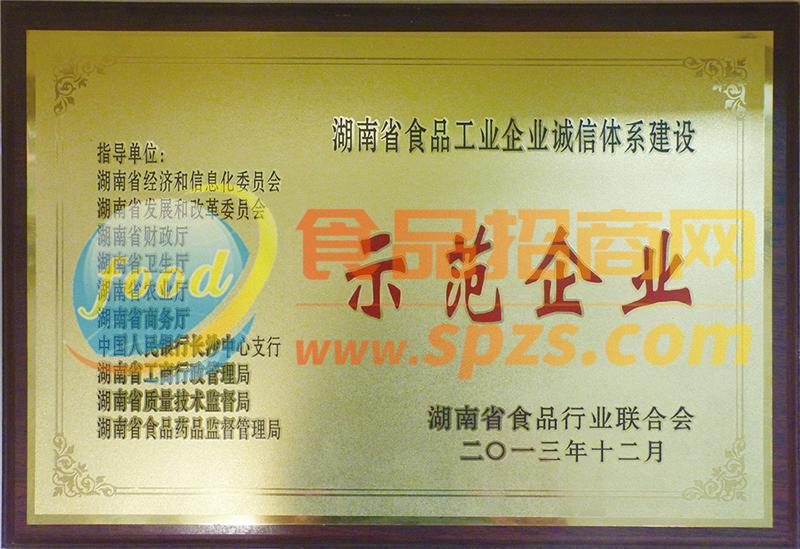 湖南省食品工业企业诚信体系建设
指导单位：
湖南省经济和信息化委员会
湖南省发展和改革委员会
湖南省财政厅
湖南省卫生厅
湖南省农业厅
湖南省商务厅
中国人民银行长沙中心支行
湖南省工商行政管理局
湖南省质量技术监督局
湖南省食品药品监督管理局
food
食品招商网
示范企业
www.spzs.com
湖南省食品行业联合会
二〇一三年十二月